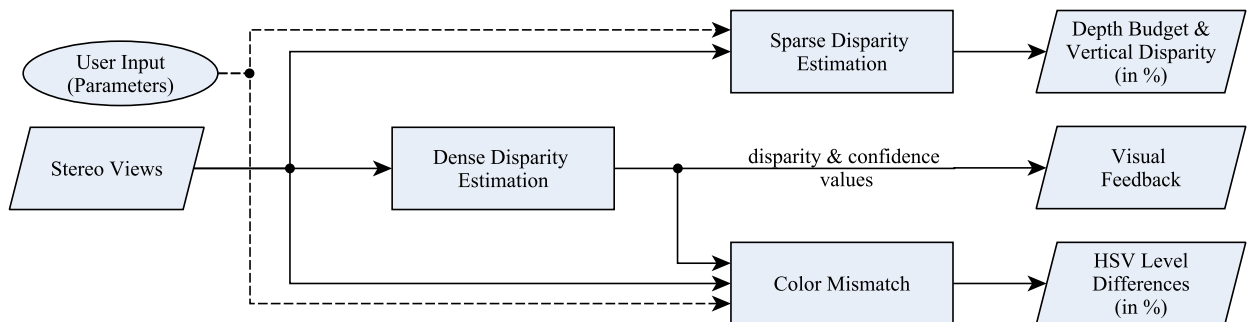 User Input
(Parameters)
Sparse Disparity
Estimation
Depth Budget &
Vertical Disparity
(in %)
Stereo Views
Dense Disparity
Estimation
disparity & confidence
values
Visual
Feedback
Color Mismatch
HSV Level
Differences
(in %)